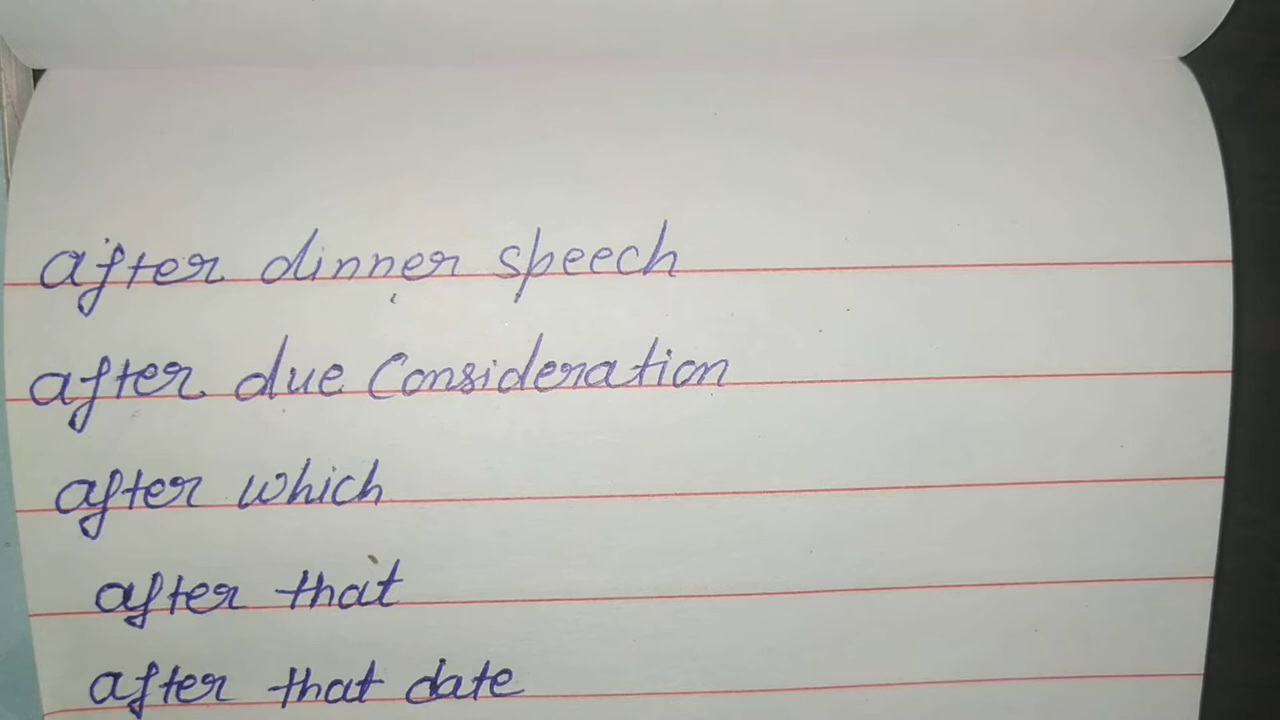 after dinner speech
after due Consideration
after which
after that
after that date